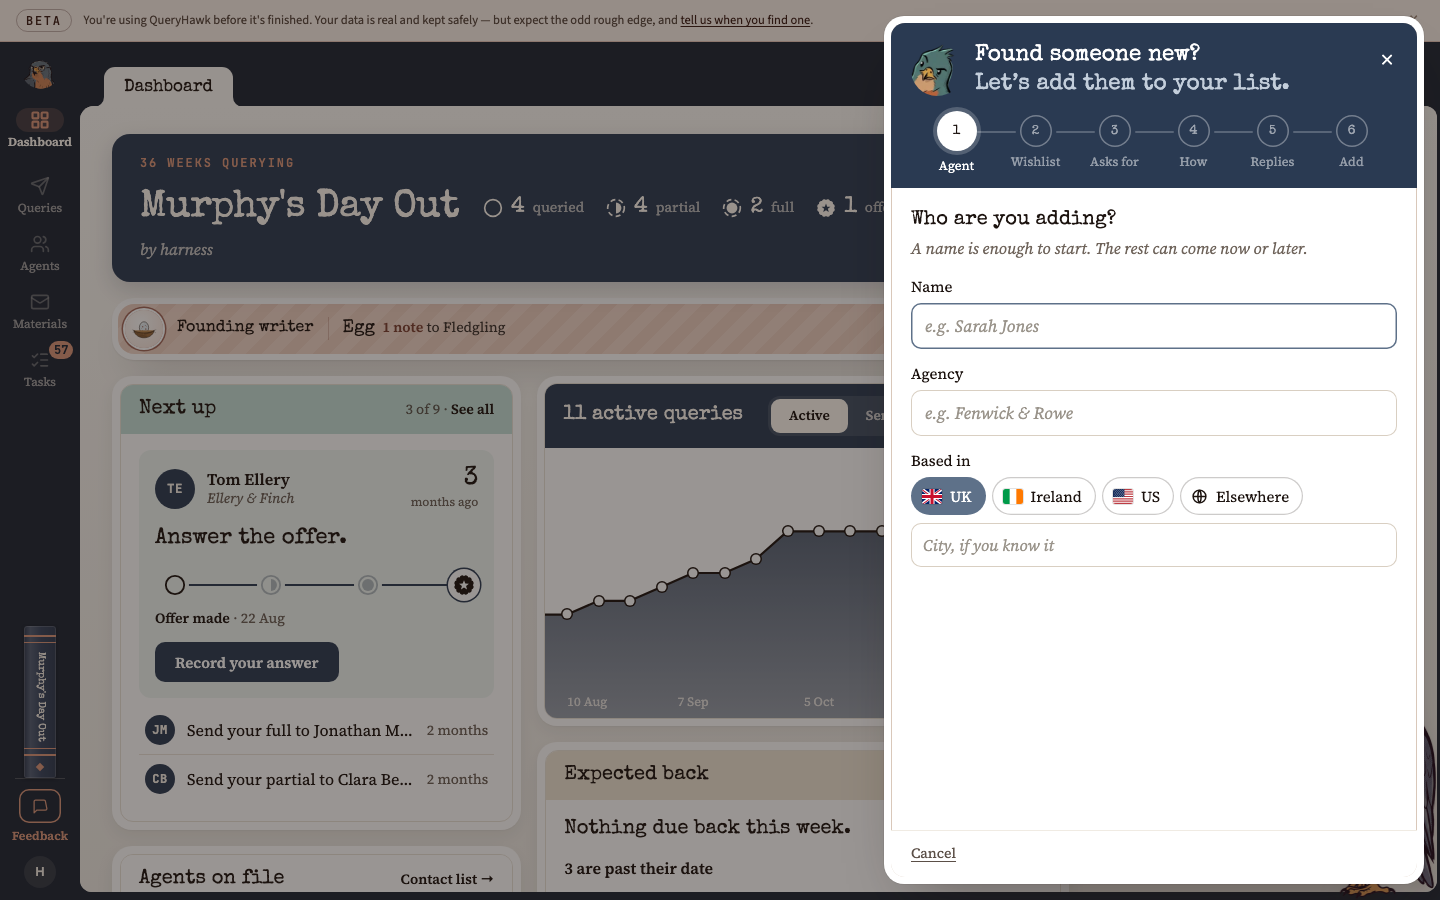 BETA
You're using QueryHawk before it's finished. Your data is real and kept safely — but expect the odd rough edge, and tell us when you find one.
Dashboard
Dashboard
Queries
Agents
Materials
57
Tasks
Murphy's Day Out
Feedback
H
36 WEEKS QUERYING
Murphy's Day Out
4 queried
4 partial
2 full
1
by harness
Founding writer
Egg 1 note to Fledgling
Next up
3 of 9 · See all
TE
Tom Ellery
Ellery & Finch
3
months ago
Answer the offer.
Offer made · 22 Aug
Record your answer
JM Send your full to Jonathan M... 2 months
CB Send your partial to Clara Be... 2 months
Agents on file
Contact list →
11 active queries
Active
10 Aug
7 Sep
5 Oct
Expected back
Nothing due back this week.
3 are past their date
Found someone new?
Let's add them to your list.
×
1 2 3 4 5 6
Agent Wishlist Asks for How Replies Add
Who are you adding?
A name is enough to start. The rest can come now or later.
Name
e.g. Sarah Jones
Agency
e.g. Fenwick & Rowe
Based in
UK Ireland US Elsewhere
City, if you know it
Cancel